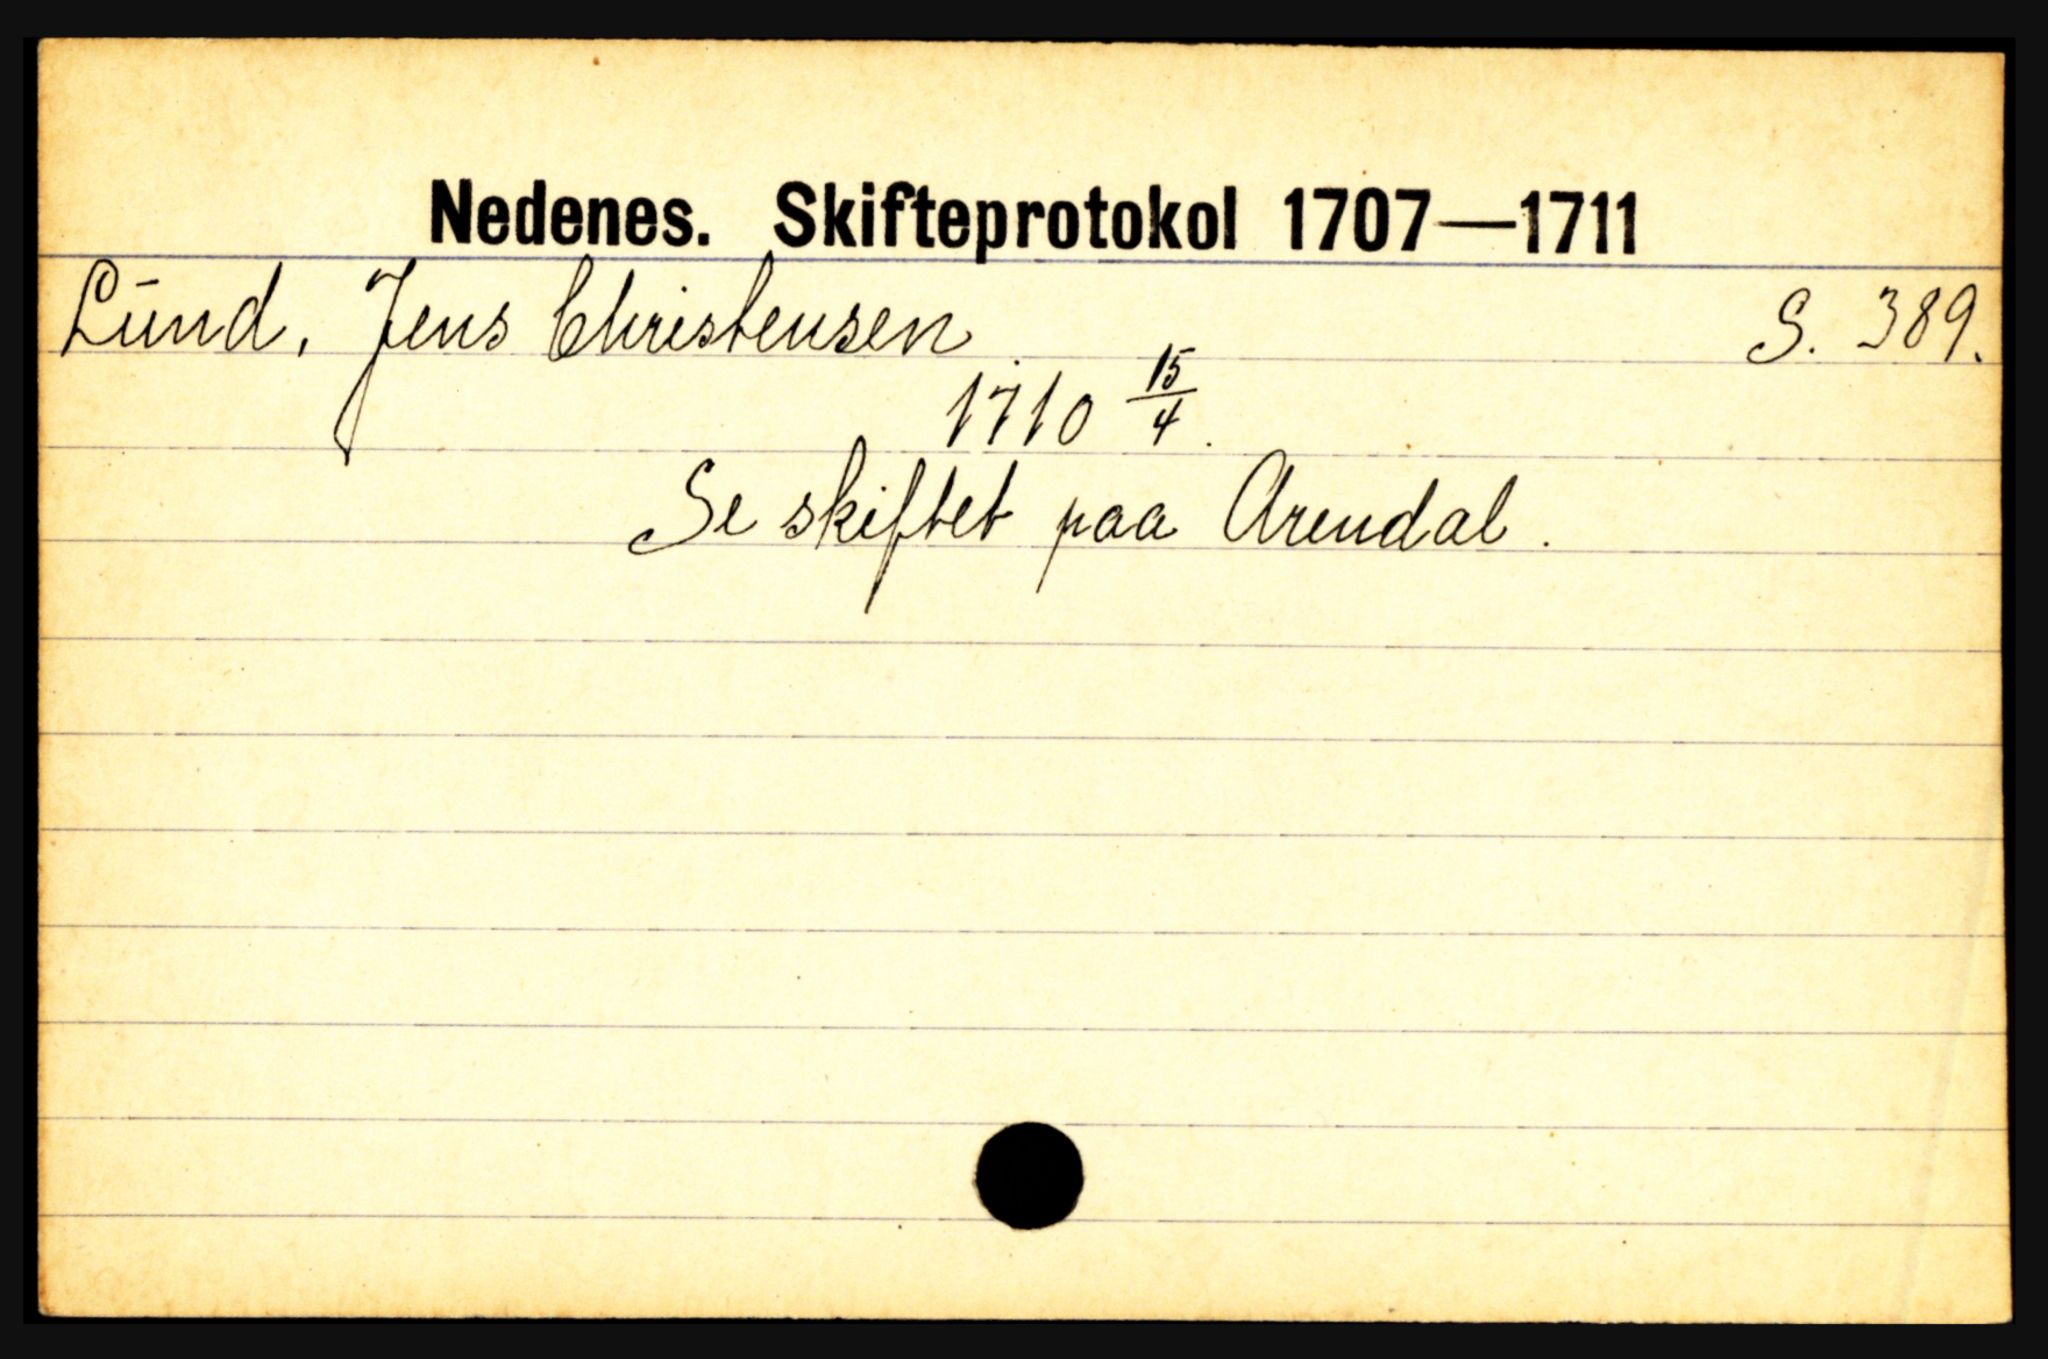 Nedenes. Skifteprotokol 1707—1711
Lund, Jens Christensen S. 389.
1710 15/4.
Se skiftet paa Arendal.